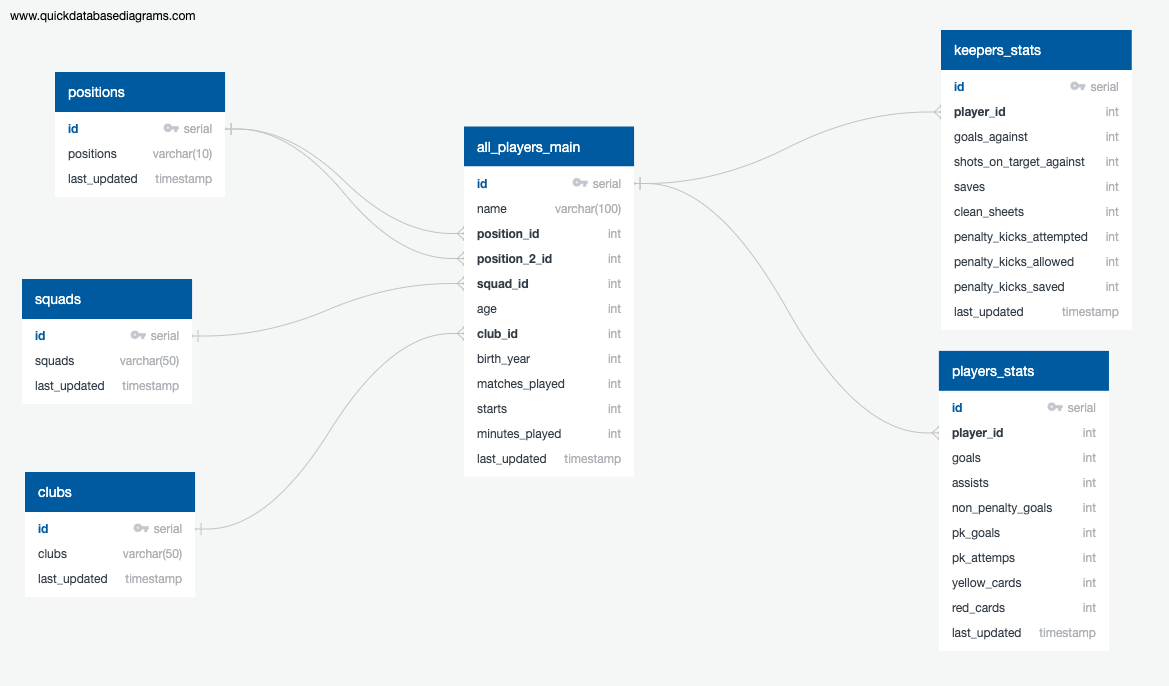 www.quickdatabasediagrams.com
positions
id serial
positions varchar(10)
last_updated timestamp
squads
id serial
squads varchar(50)
last_updated timestamp
clubs
id serial
clubs varchar(50)
last_updated timestamp
all_players_main
id serial
name varchar(100)
position_id int
position_2_id int
squad_id int
age int
club_id int
birth_year int
matches_played int
starts int
minutes_played int
last_updated timestamp
keepers_stats
id serial
player_id int
goals_against int
shots_on_target_against int
saves int
clean_sheets int
penalty_kicks_attempted int
penalty_kicks_allowed int
penalty_kicks_saved int
last_updated timestamp
players_stats
id serial
player_id int
goals int
assists int
non_penalty_goals int
pk_goals int
pk_attemps int
yellow_cards int
red_cards int
last_updated timestamp